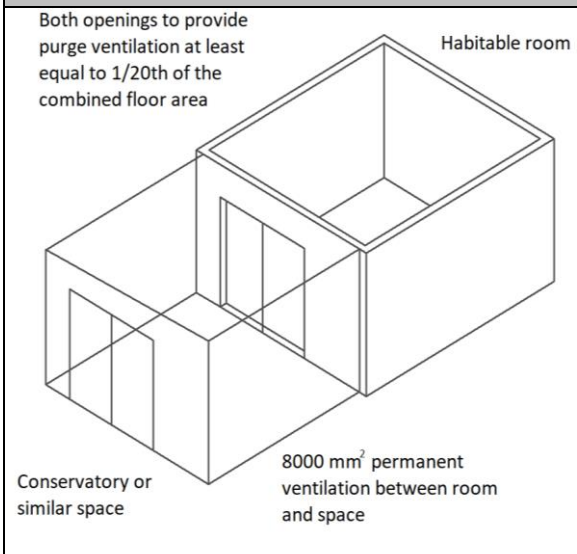 Both openings to provide
purge ventilation at least
equal to 1/20th of the
combined floor area
Habitable room
Conservatory or
similar space
8000 mm² permanent
ventilation between room
and space